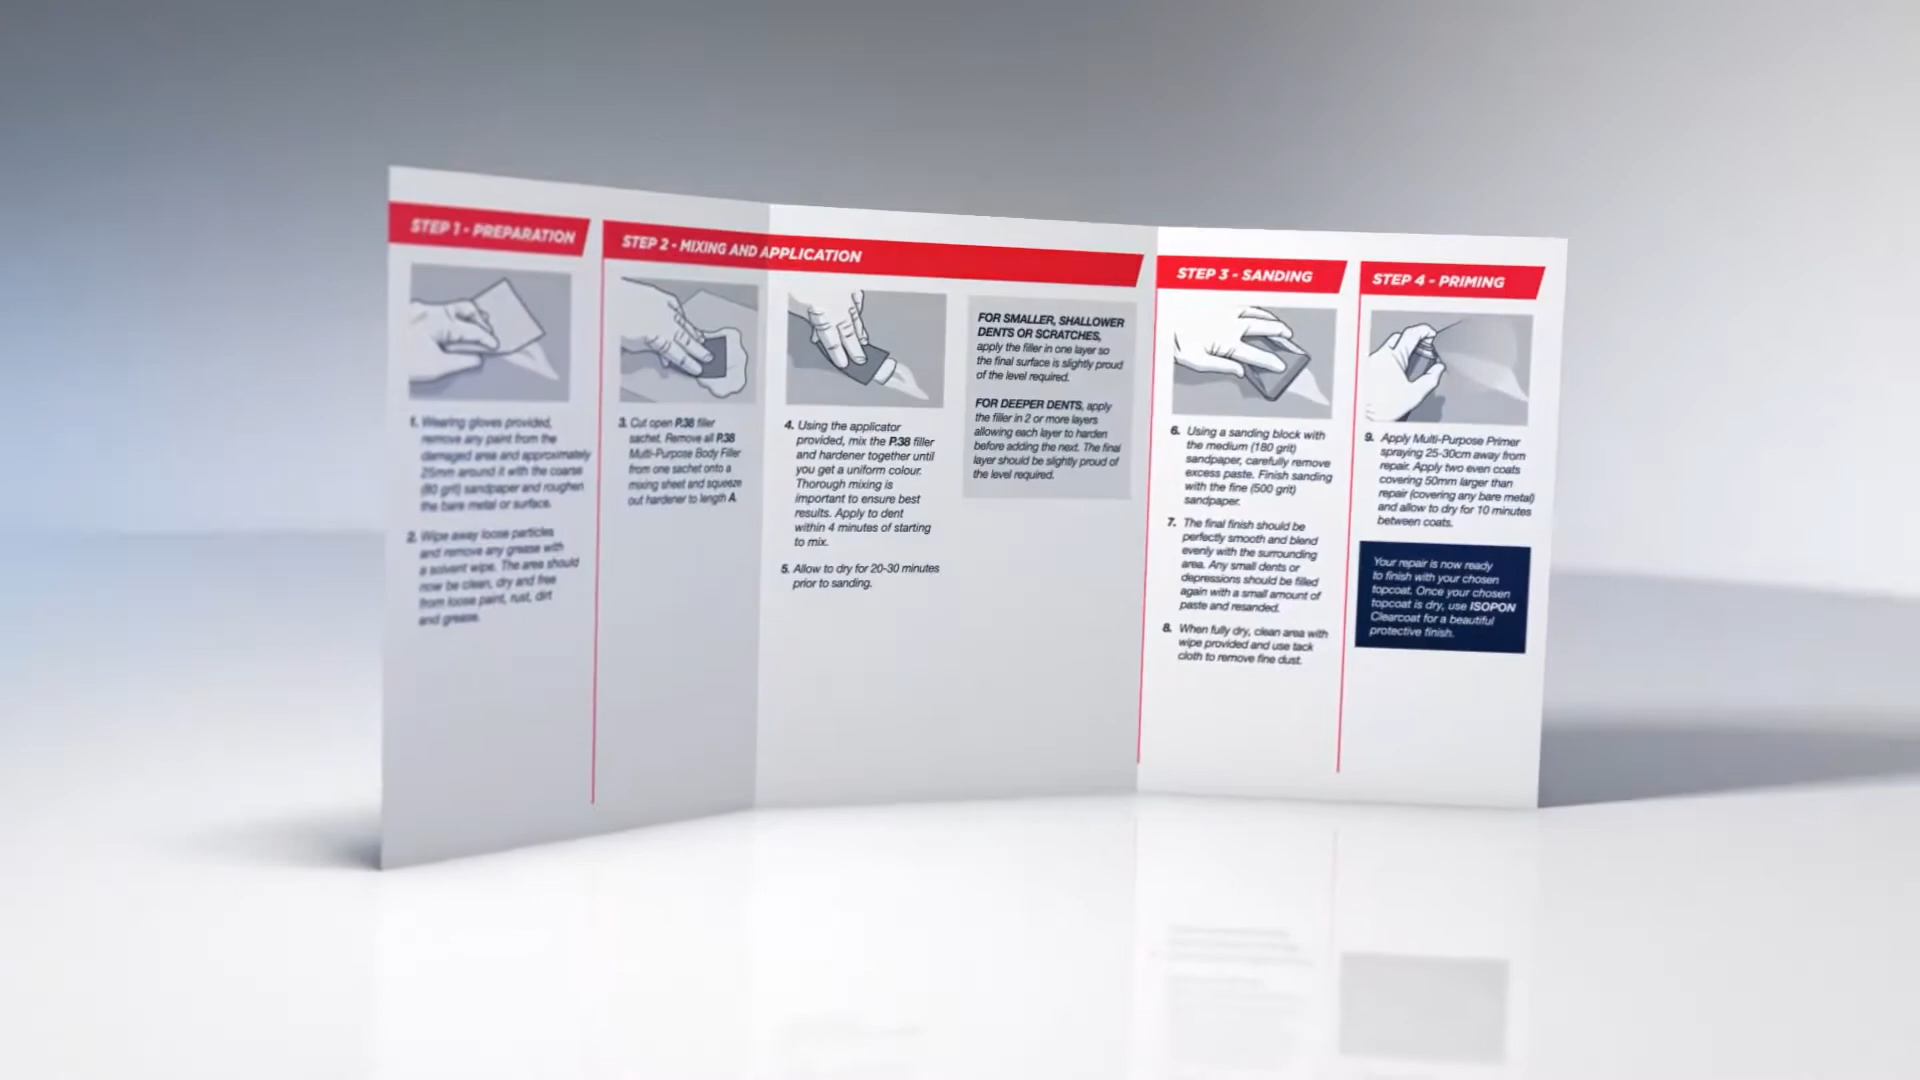 STEP 1 - PREPARATION
1. Wearing gloves provided,
remove any paint from the
damaged area and approximately
25mm around it with the coarse
(80 grit) sandpaper and roughen
the bare metal or surface.
2. Wipe away loose particles
and remove any grease with
a solvent wipe. The area should
now be clean, dry and free
from loose paint, rust, dirt
and grease.
STEP 2 - MIXING AND APPLICATION
3. Cut open P.38 filler
sachet. Remove all P.38
Multi-Purpose Body Filler
from one sachet onto a
mixing sheet and squeeze
out hardener to length A.
4. Using the applicator
provided, mix the P.38 filler
and hardener together until
you get a uniform colour.
Thorough mixing is
important to ensure best
results. Apply to dent
within 4 minutes of starting
to mix.
5. Allow to dry for 20-30 minutes
prior to sanding.
FOR SMALLER, SHALLOWER
DENTS OR SCRATCHES,
apply the filler in one layer so
the final surface is slightly proud
of the level required.
FOR DEEPER DENTS, apply
the filler in 2 or more layers
allowing each layer to harden
before adding the next. The final
layer should be slightly proud of
the level required.
STEP 3 - SANDING
6. Using a sanding block with
the medium (180 grit)
sandpaper, carefully remove
excess paste. Finish sanding
with the fine (500 grit)
sandpaper.
7. The final finish should be
perfectly smooth and blend
evenly with the surrounding
area. Any small dents or
depressions should be filled
again with a small amount of
paste and resanded.
8. When fully dry, clean area with
wipe provided and use tack
cloth to remove fine dust.
STEP 4 - PRIMING
9. Apply Multi-Purpose Primer
spraying 25-30cm away from
repair. Apply two even coats
covering 50mm larger than
repair (covering any bare metal)
and allow to dry for 10 minutes
between coats.
Your repair is now ready
to finish with your chosen
topcoat. Once your chosen
topcoat is dry, use ISOPON
Clearcoat for a beautiful
protective finish.